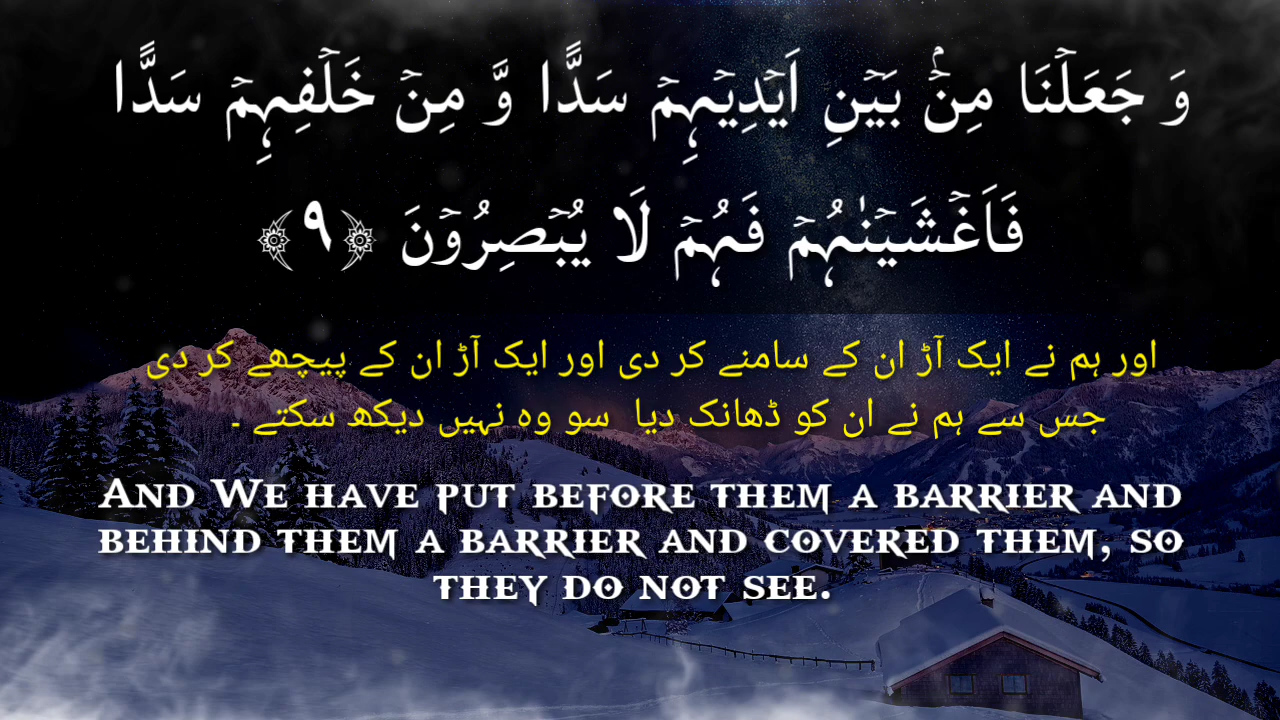 وَ جَعَلۡنَا مِنۡۢ بَیۡنِ اَیۡدِیۡہِمۡ سَدًّا وَّ مِنۡ خَلۡفِہِمۡ سَدًّا
فَاَغۡشَیۡنٰہُمۡ فَہُمۡ لَا یُبۡصِرُوۡنَ ﴿۹﴾
اور ہم نے ایک آڑ ان کے سامنے کر دی اور ایک آڑ ان کے پیچھے کر دی
جس سے ہم نے ان کو ڈھانک دیا سو وہ نہیں دیکھ سکتے ۔
And We have put before them a barrier and
behind them a barrier and covered them, so
they do not see.